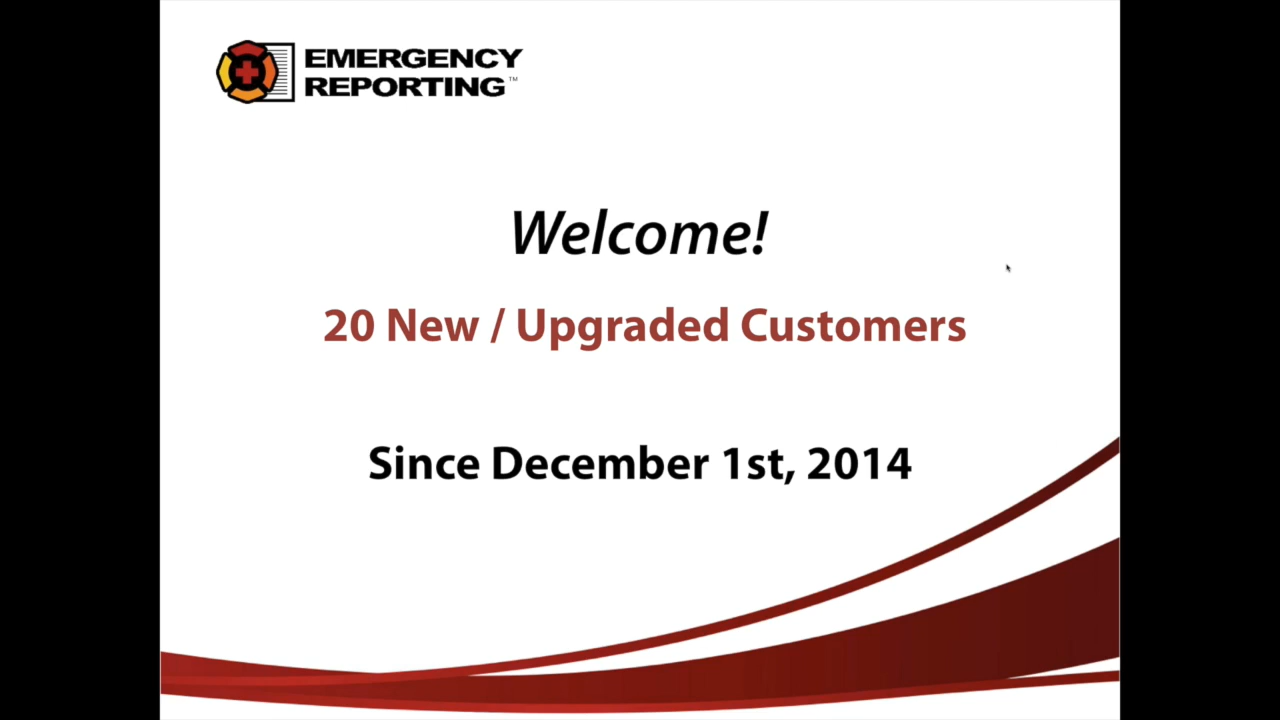 EMERGENCY
REPORTING™
Welcome!
20 New / Upgraded Customers
Since December 1st, 2014